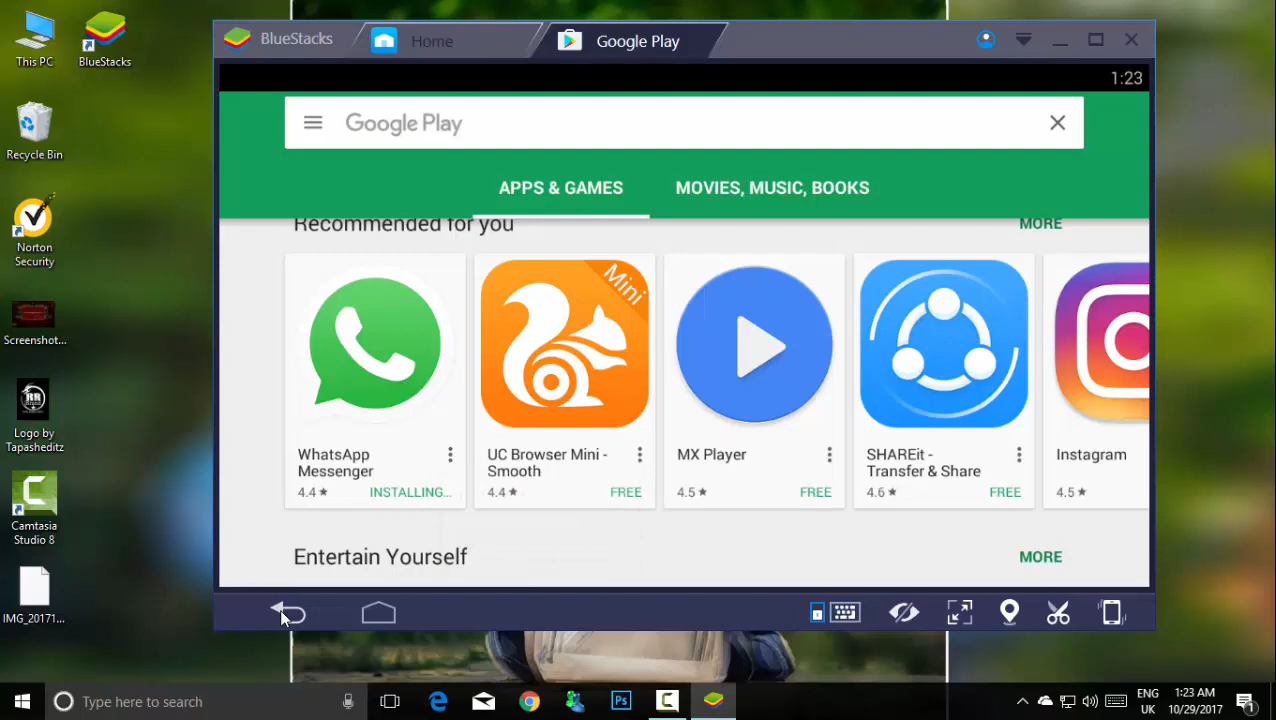 This PC
BlueStacks
Recycle Bin
Norton
Security
Screenshot...
Logo by
Tapasheditz
Camtasia
Studio 8
IMG_20171...
BlueStacks
Home
Google Play
1:23
Google Play
APPS & GAMES
MOVIES, MUSIC, BOOKS
Recommended for you
MORE
WhatsApp
Messenger
4.4 ★
INSTALLING...
Mini
UC Browser Mini -
Smooth
4.4 ★
FREE
MX Player
4.5 ★
FREE
SHAREit -
Transfer & Share
4.6 ★
FREE
Instagram
4.5 ★
Entertain Yourself
MORE
Type here to search
Ps
ENG
UK
1:23 AM
10/29/2017
1